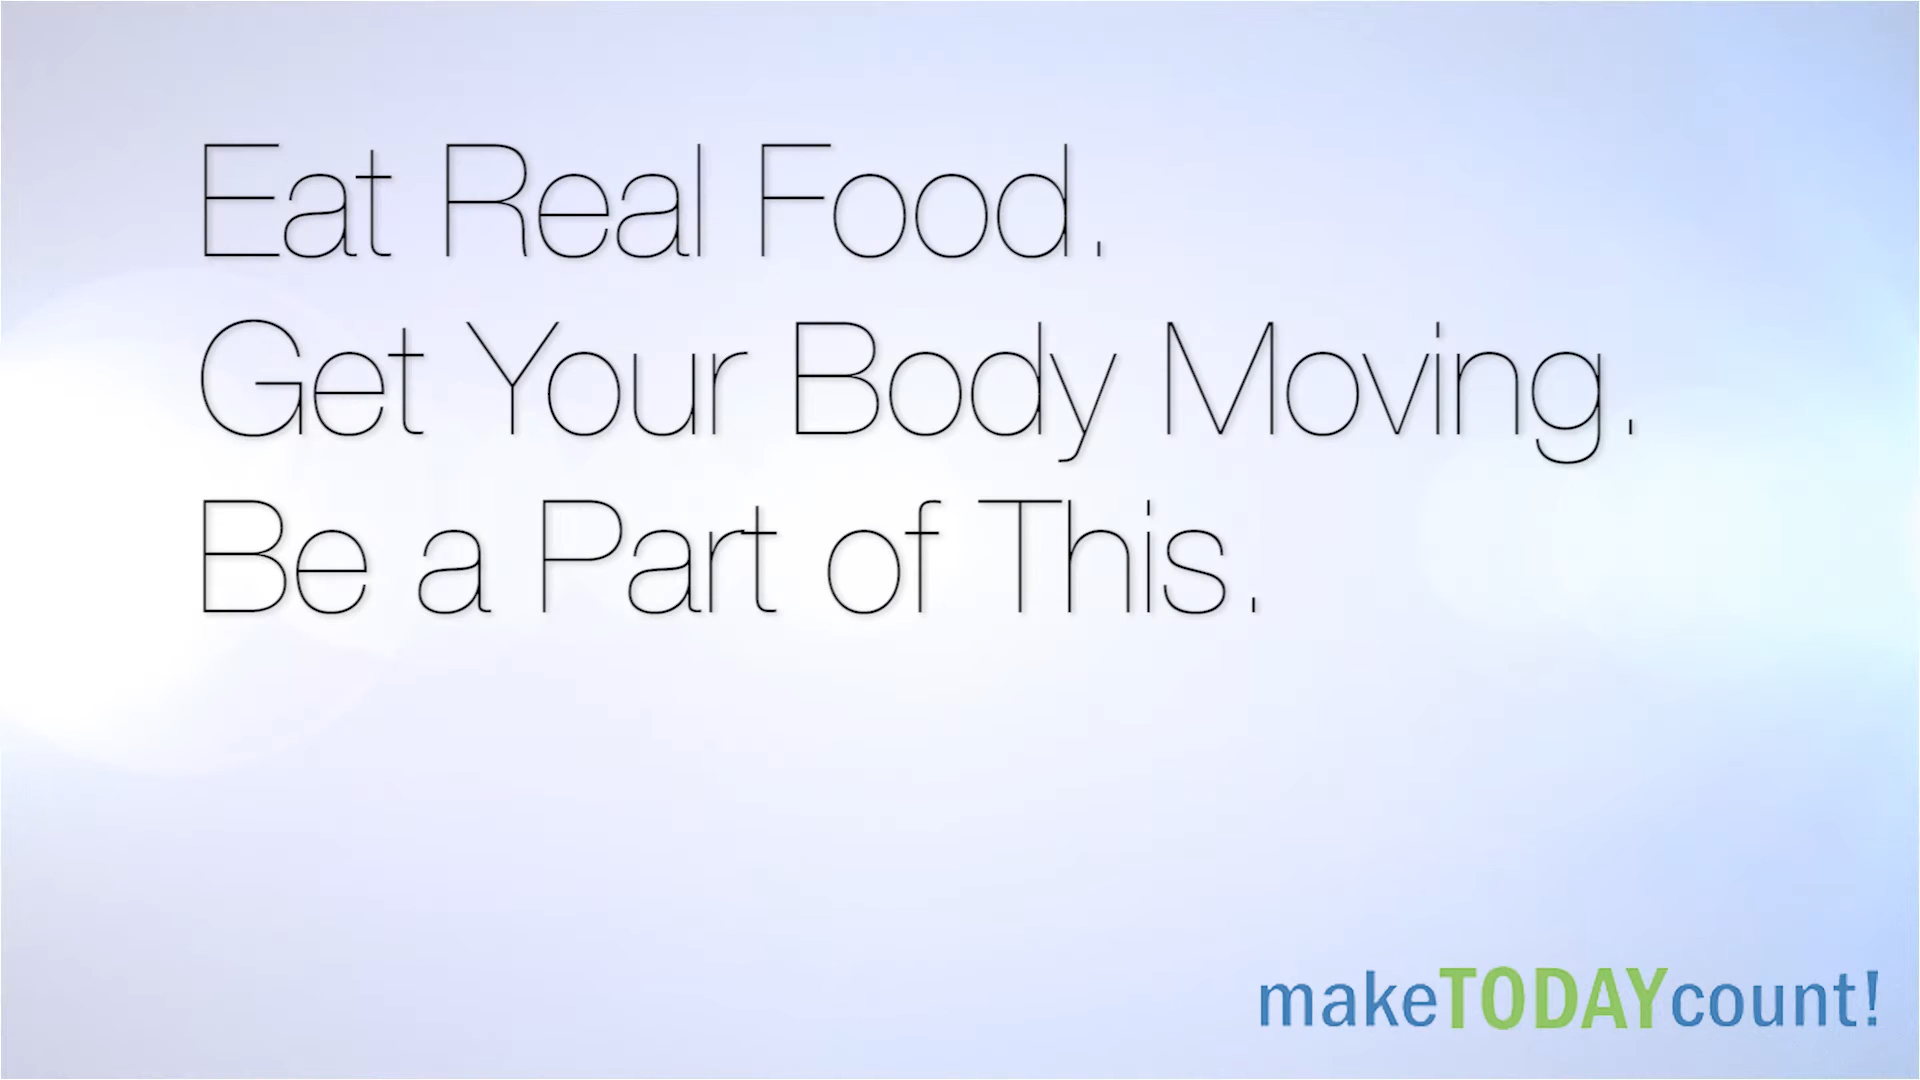 Eat Real Food.
Get Your Body Moving.
Be a Part of This.
makeTODAYcount!